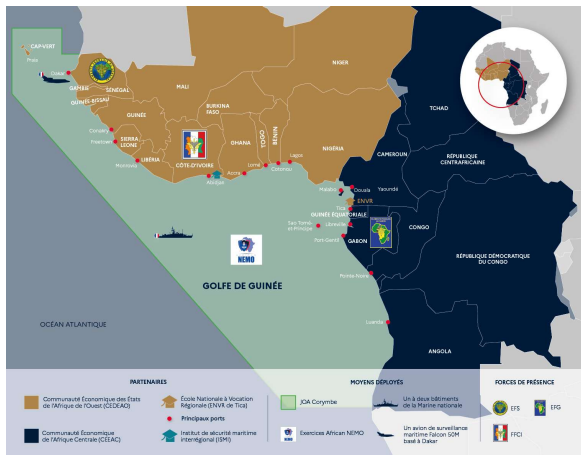 CAP-VERT
Praia
Dakar
GAMBIE
SÉNÉGAL
GUINÉE-BISSAU
MALI
NIGER
TCHAD
GUINÉE
BURKINA
FASO
Conakry
Freetown
SIERRA
LEONE
LIBÉRIA
Monrovia
CÔTE-D'IVOIRE
Abidjan
GHANA
Accra
TOGO
Lomé
BENIN
Cotonou
Lagos
NIGÉRIA
CAMEROUN
RÉPUBLIQUE
CENTRAFRICAINE
Malabo
Douala
Yaoundé
ENVR
Tica
GUINÉE ÉQUATORIALE
Sao Tomé-
et-Principe
Libreville
Port-Gentil
GABON
CONGO
RÉPUBLIQUE DÉMOCRATIQUE
DU CONGO
Pointe-Noire
Luanda
ANGOLA
NEMO
GOLFE DE GUINÉE
OCÉAN ATLANTIQUE
PARTENAIRES
Communauté Économique des États
de l'Afrique de l'Ouest (CEDEAO)
Communauté Économique
de l'Afrique Centrale (CEEAC)
École Nationale à Vocation
Régionale (ENVR de Tica)
Principaux ports
Institut de sécurité maritime
interrégional (ISMI)
MOYENS DÉPLOYÉS
JOA Corymbe
NEMO
Exercices African NEMO
Un à deux bâtiments
de la Marine nationale
Un avion de surveillance
maritime Falcon 50M
basé à Dakar
FORCES DE PRÉSENCE
EFS
EFG
FFCI